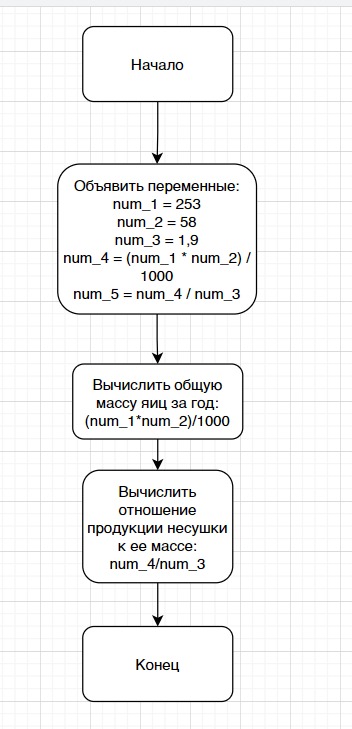 Начало
Объявить переменные:
num_1 = 253
num_2 = 58
num_3 = 1,9
num_4 = (num_1 * num_2) /
1000
num_5 = num_4 / num_3
Вычислить общую
массу яиц за год:
(num_1*num_2)/1000
Вычислить
отношение
продукции несушки
к ее массе:
num_4/num_3
Конец